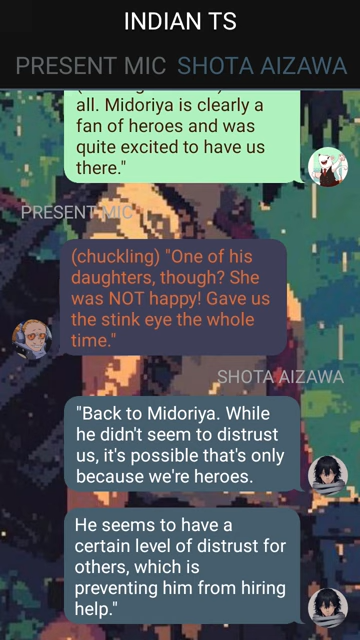 INDIAN TS
PRESENT MIC SHOTA AIZAWA
all. Midoriya is clearly a
fan of heroes and was
quite excited to have us
there."
PRESENT MIC
(chuckling) "One of his
daughters, though? She
was NOT happy! Gave us
the stink eye the whole
time."
SHOTA AIZAWA
"Back to Midoriya. While
he didn't seem to distrust
us, it's possible that's only
because we're heroes.
He seems to have a
certain level of distrust for
others, which is
preventing him from hiring
help."